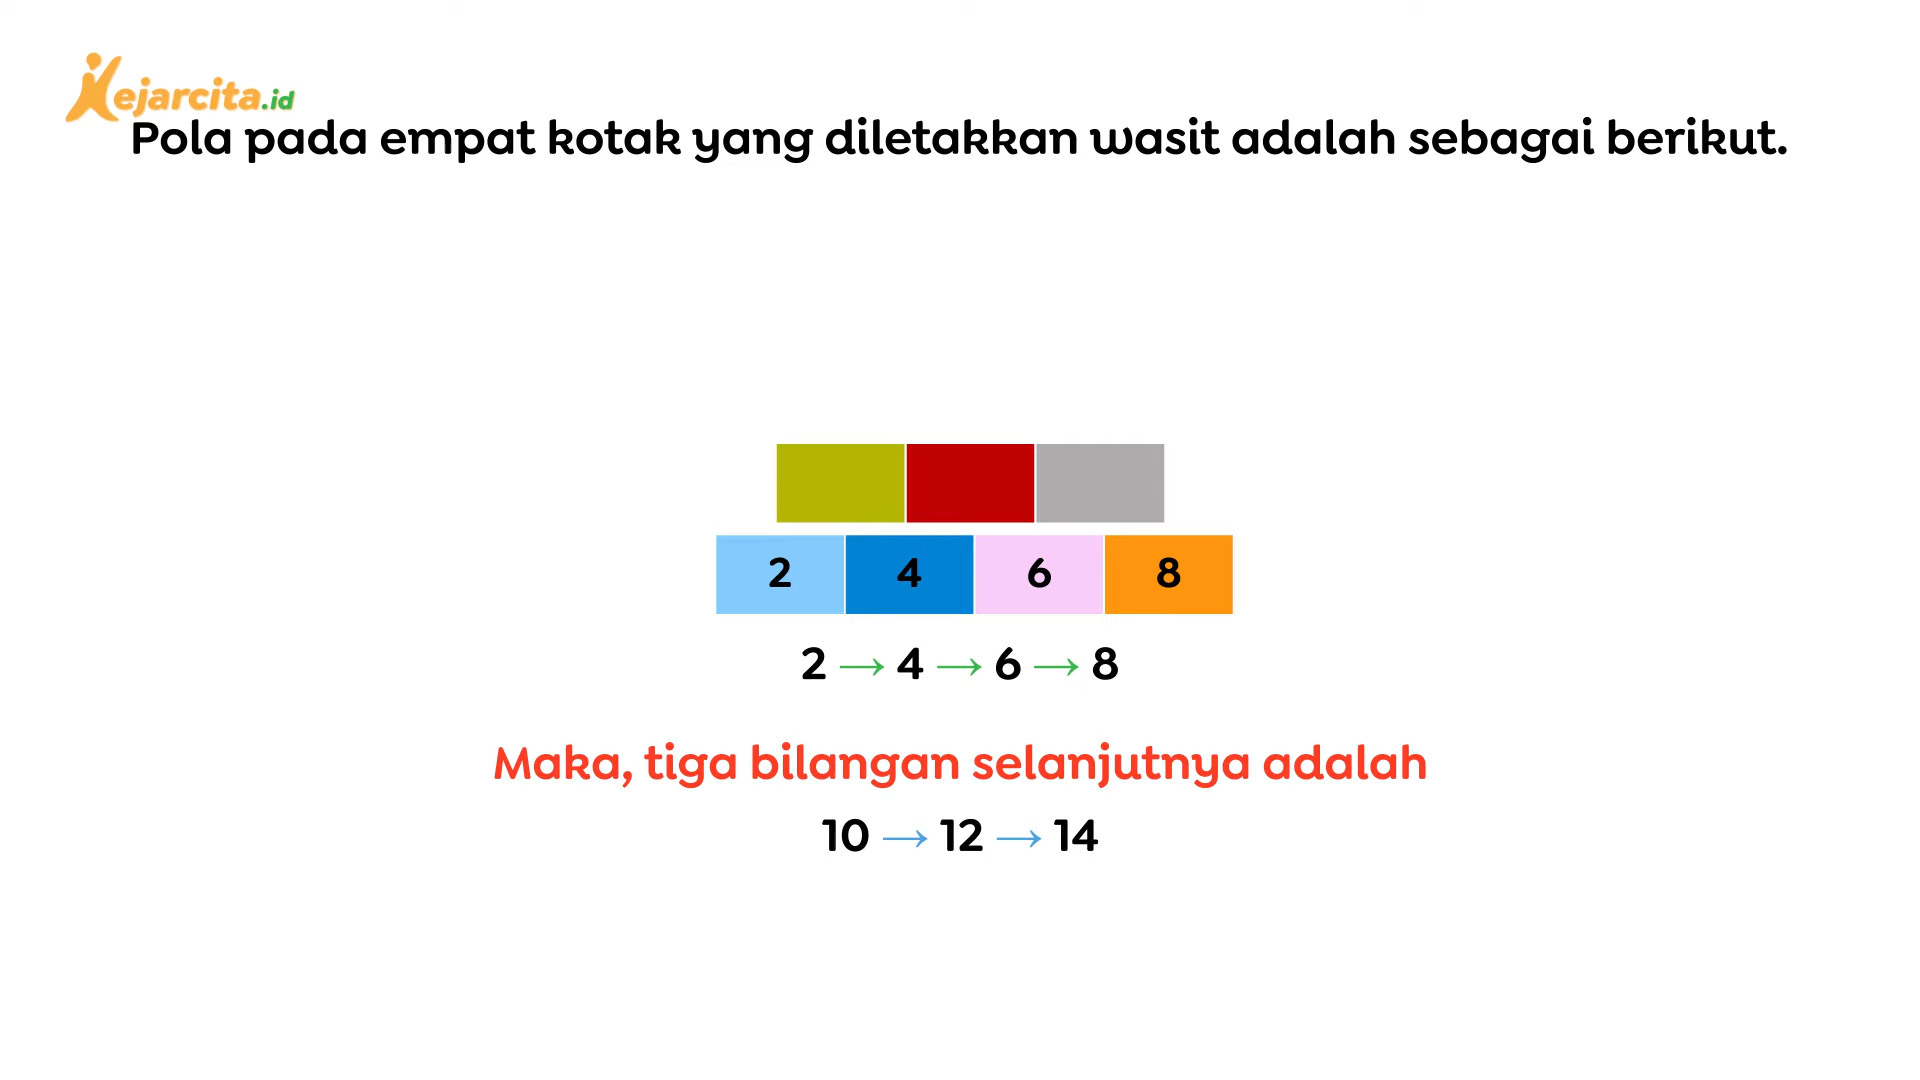 Kejarcita.id
Pola pada empat kotak yang diletakkan wasit adalah sebagai berikut.
2 4 6 8
2 → 4 → 6 → 8
Maka, tiga bilangan selanjutnya adalah
10 → 12 → 14